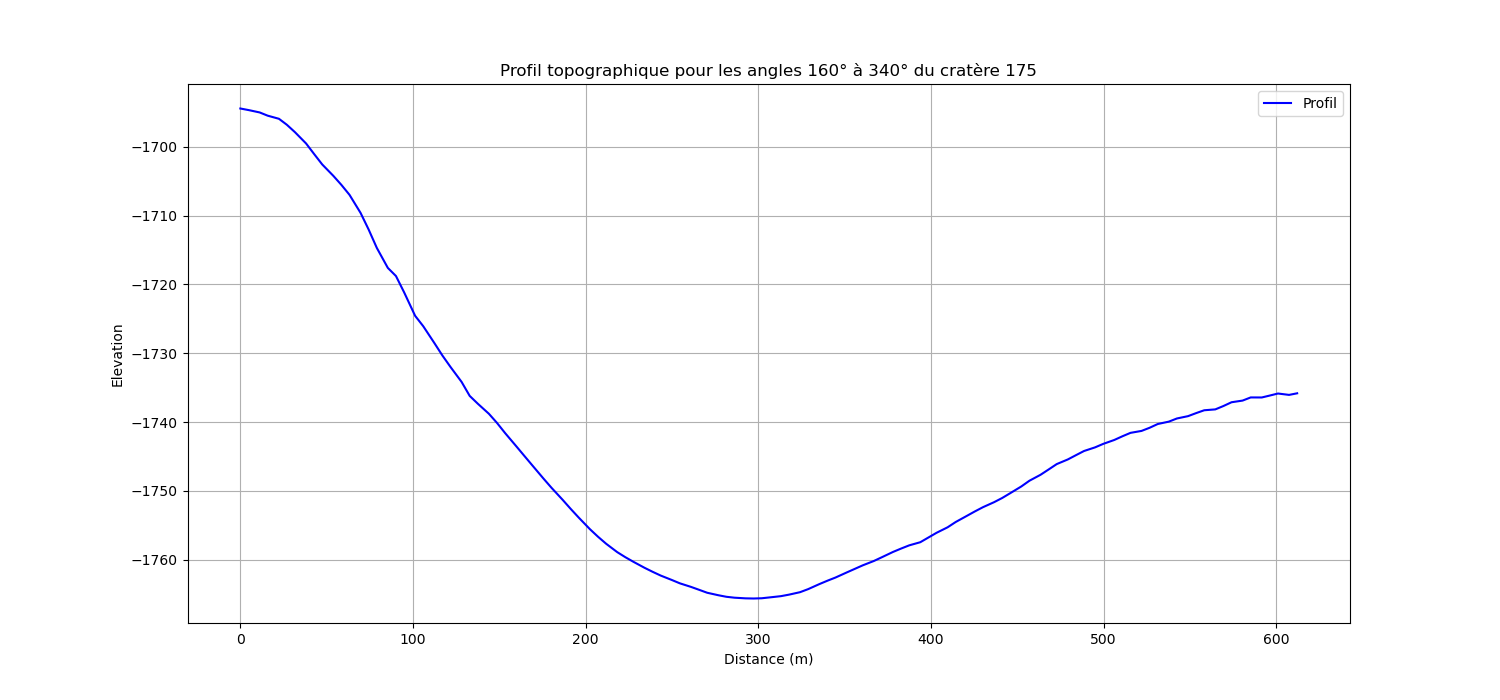 Profil topographique pour les angles 160° à 340° du cratère 175
Profil
−1700
−1710
−1720
−1730
−1740
−1750
−1760
Elevation
0 100 200 300 400 500 600
Distance (m)